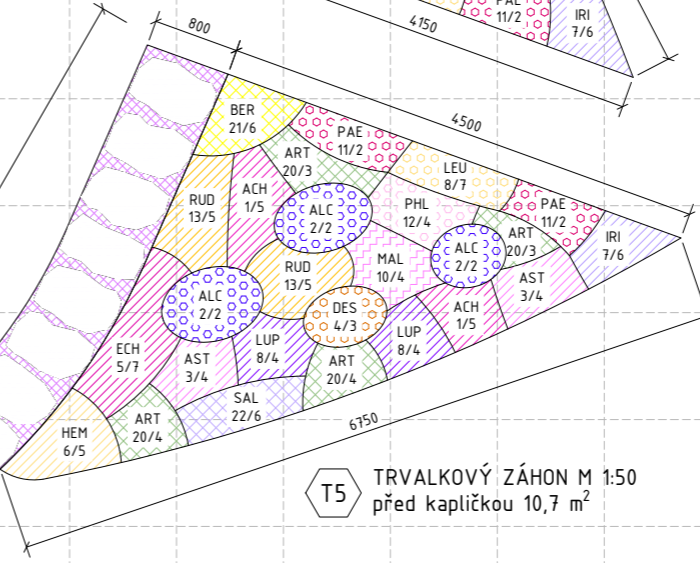 PAE
11/2
IRI
7/6
4150
800
4500
BER
21/6
PAE
11/2
ART
20/3
LEU
8/7
RUD
13/5
ACH
1/5
ALC
2/2
PHL
12/4
PAE
11/2
ART
20/3
IRI
7/6
ALC
2/2
MAL
10/4
RUD
13/5
AST
3/4
ALC
2/2
DES
4/3
ACH
1/5
LUP
8/4
LUP
8/4
ECH
5/7
AST
3/4
ART
20/4
SAL
22/6
ART
20/4
HEM
6/5
6750
T5
TRVALKOVÝ ZÁHON M 1:50
před kapličkou 10,7 m²